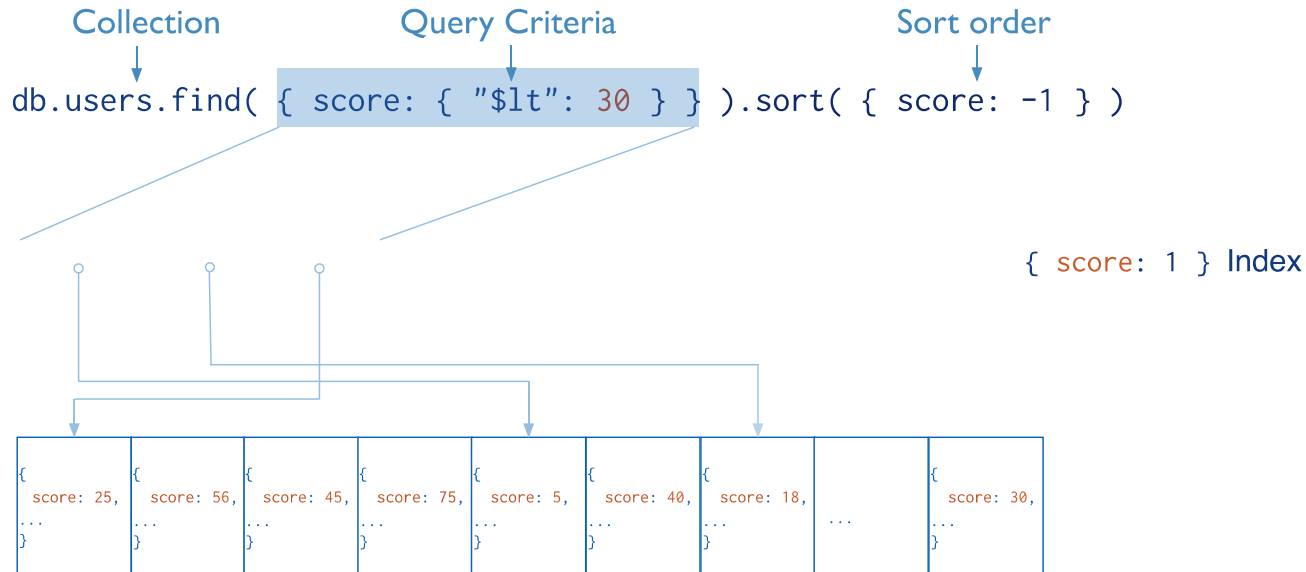 Collection Query Criteria Sort order
db.users.find( { score: { "$lt": 30 } } ).sort( { score: -1 } )
{ score: 1 } Index
{ { { { { { { {
score: 25, score: 56, score: 45, score: 75, score: 5, score: 40, score: 18, score: 30,
... ... ... ... ... ... ... ... ...
} } } } } } } }